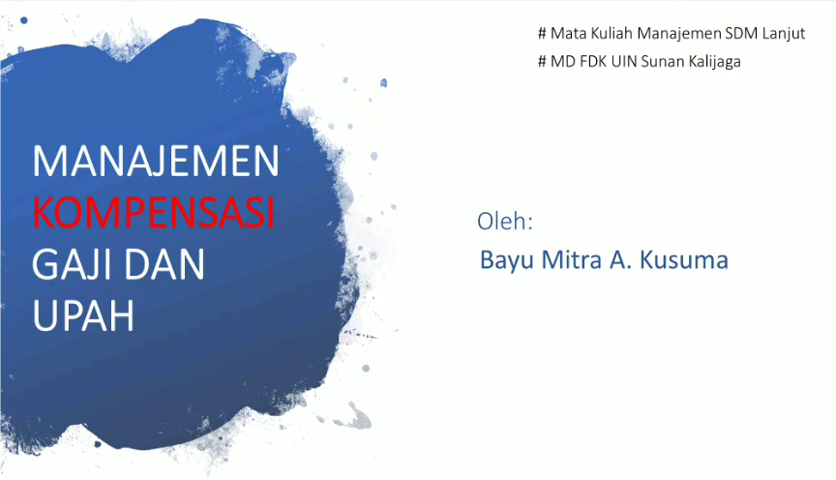 # Mata Kuliah Manajemen SDM Lanjut
# MD FDK UIN Sunan Kalijaga
MANAJEMEN
KOMPENSASI
GAJI DAN
UPAH
Oleh:
Bayu Mitra A. Kusuma